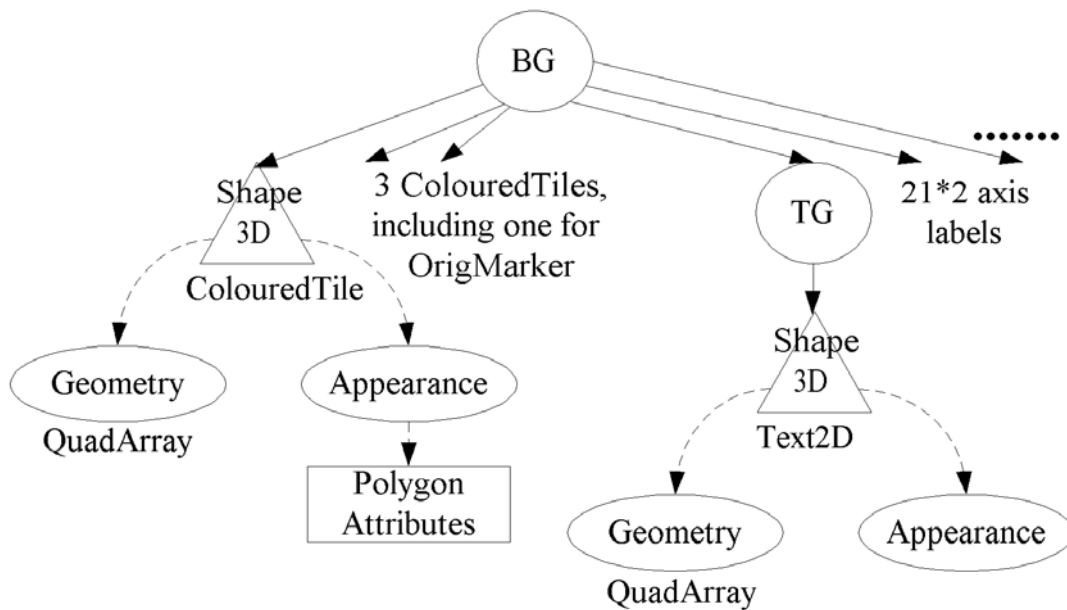 BG
Shape
3D
ColouredTile
3 ColouredTiles,
including one for
OrigMarker
TG
21*2 axis
labels
Geometry
QuadArray
Appearance
Polygon
Attributes
Shape
3D
Text2D
Geometry
QuadArray
Appearance